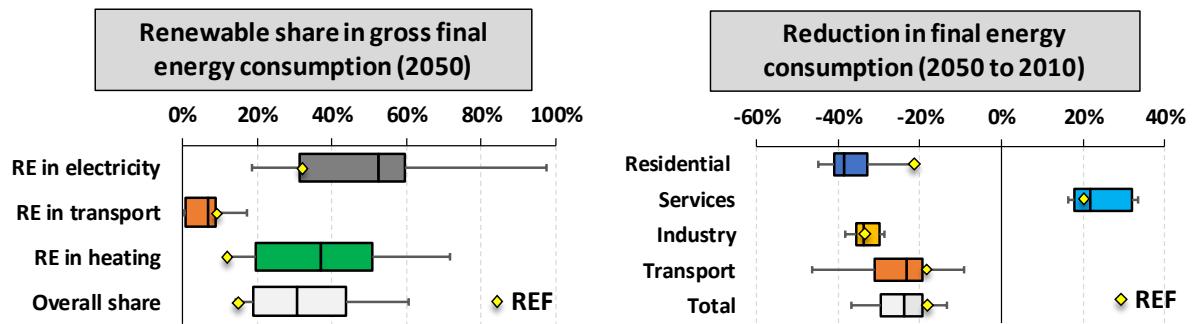 Renewable share in gross final
energy consumption (2050)
0% 20% 40% 60% 80% 100%
RE in electricity
RE in transport
RE in heating
Overall share
REF
Reduction in final energy
consumption (2050 to 2010)
-60% -40% -20% 0% 20% 40%
Residential
Services
Industry
Transport
Total
REF